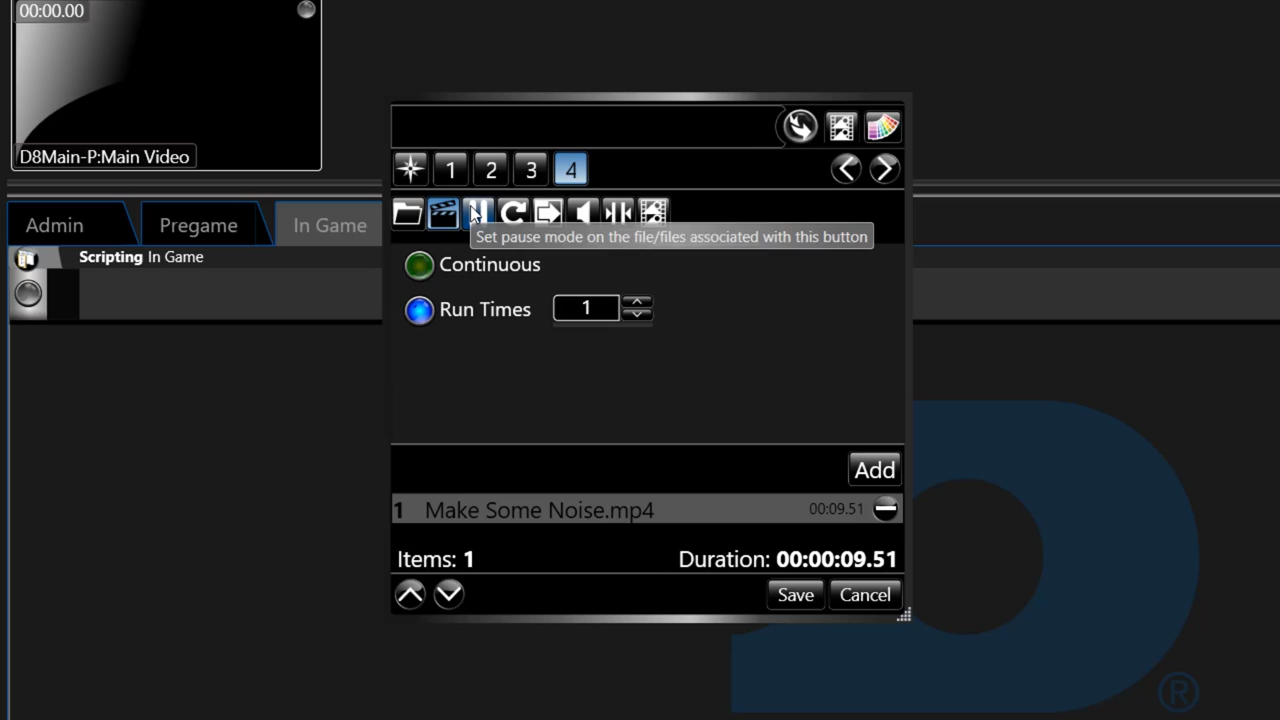 00:00.00
D8Main-P:Main Video
1 2 3 4
Admin Pregame In Game
Set pause mode on the file/files associated with this button
Scripting In Game
Continuous
Run Times 1
Add
1 Make Some Noise.mp4 00:09.51
Items: 1 Duration: 00:00:09.51
Save Cancel
®